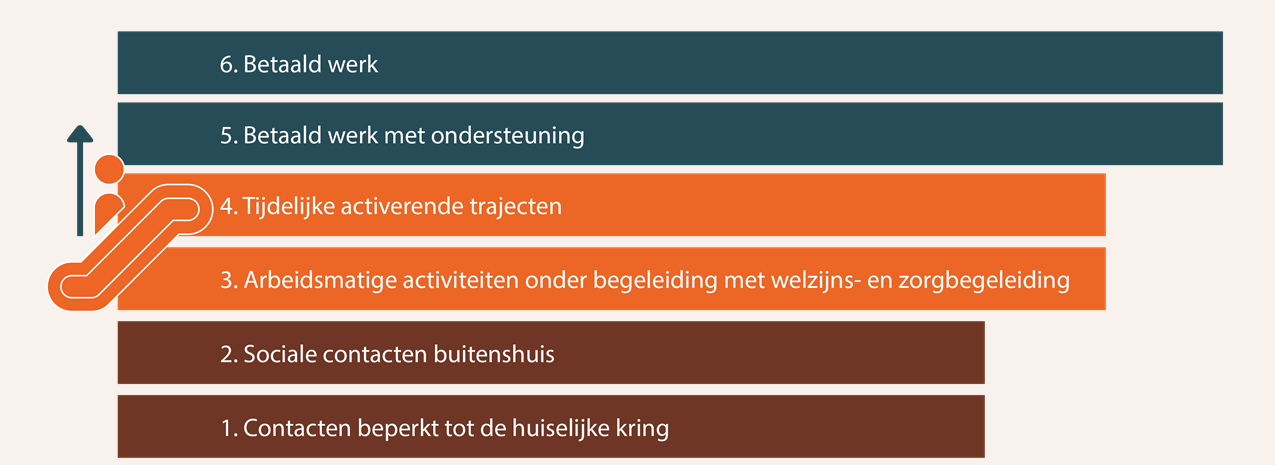 6. Betaald werk
5. Betaald werk met ondersteuning
4. Tijdelijke activerende trajecten
3. Arbeidsmatige activiteiten onder begeleiding met welzijns- en zorgbegeleiding
2. Sociale contacten buitenshuis
1. Contacten beperkt tot de huiselijke kring